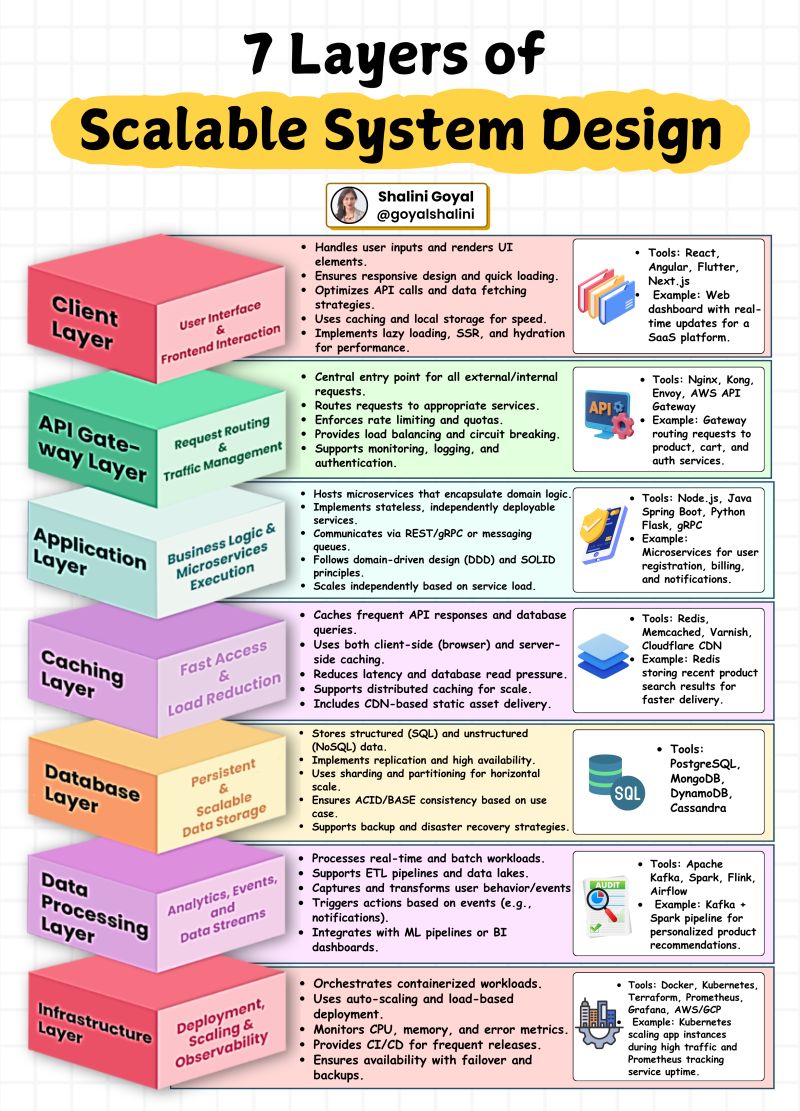 7 Layers of
Scalable System Design
Shalini Goyal
@goyalshalini
Client
Layer
User Interface
&
Frontend Interaction
• Handles user inputs and renders UI
elements.
• Ensures responsive design and quick loading.
• Optimizes API calls and data fetching
strategies.
• Uses caching and local storage for speed.
• Implements lazy loading, SSR, and hydration
for performance.
• Tools: React,
Angular, Flutter,
Next.js
• Example: Web
dashboard with real-
time updates for a
SaaS platform.
API Gate-
way Layer
Request Routing
&
Traffic Management
• Central entry point for all external/internal
requests.
• Routes requests to appropriate services.
• Enforces rate limiting and quotas.
• Provides load balancing and circuit breaking.
• Supports monitoring, logging, and
authentication.
API
• Tools: Nginx, Kong,
Envoy, AWS API
Gateway
• Example: Gateway
routing requests to
product, cart, and
auth services.
Application
Layer
Business Logic &
Microservices
Execution
• Hosts microservices that encapsulate domain logic.
• Implements stateless, independently deployable
services.
• Communicates via REST/gRPC or messaging
queues.
• Follows domain-driven design (DDD) and SOLID
principles.
• Scales independently based on service load.
• Tools: Node.js, Java
Spring Boot, Python
Flask, gRPC
• Example:
Microservices for user
registration, billing,
and notifications.
Caching
Layer
Fast Access
&
Load Reduction
• Caches frequent API responses and database
queries.
• Uses both client-side (browser) and server-
side caching.
• Reduces latency and database read pressure.
• Supports distributed caching for scale.
• Includes CDN-based static asset delivery.
• Tools: Redis,
Memcached, Varnish,
Cloudflare CDN
• Example: Redis
storing recent product
search results for
faster delivery.
Database
Layer
Persistent
&
Scalable
Data Storage
• Stores structured (SQL) and unstructured
(NoSQL) data.
• Implements replication and high availability.
• Uses sharding and partitioning for horizontal
scale.
• Ensures ACID/BASE consistency based on use
case.
• Supports backup and disaster recovery strategies.
SQL
• Tools:
PostgreSQL,
MongoDB,
DynamoDB,
Cassandra
Data
Processing
Layer
Analytics, Events,
and
Data Streams
• Processes real-time and batch workloads.
• Supports ETL pipelines and data lakes.
• Captures and transforms user behavior/events
• Triggers actions based on events (e.g.,
notifications).
• Integrates with ML pipelines or BI
dashboards.
AUDIT
• Tools: Apache
Kafka, Spark, Flink,
Airflow
• Example: Kafka +
Spark pipeline for
personalized product
recommendations.
Infrastructure
Layer
Deployment,
Scaling &
Observability
• Orchestrates containerized workloads.
• Uses auto-scaling and load-based
deployment.
• Monitors CPU, memory, and error metrics.
• Provides CI/CD for frequent releases.
• Ensures availability with failover and
backups.
• Tools: Docker, Kubernetes,
Terraform, Prometheus,
Grafana, AWS/GCP
• Example: Kubernetes
scaling app instances
during high traffic and
Prometheus tracking
service uptime.